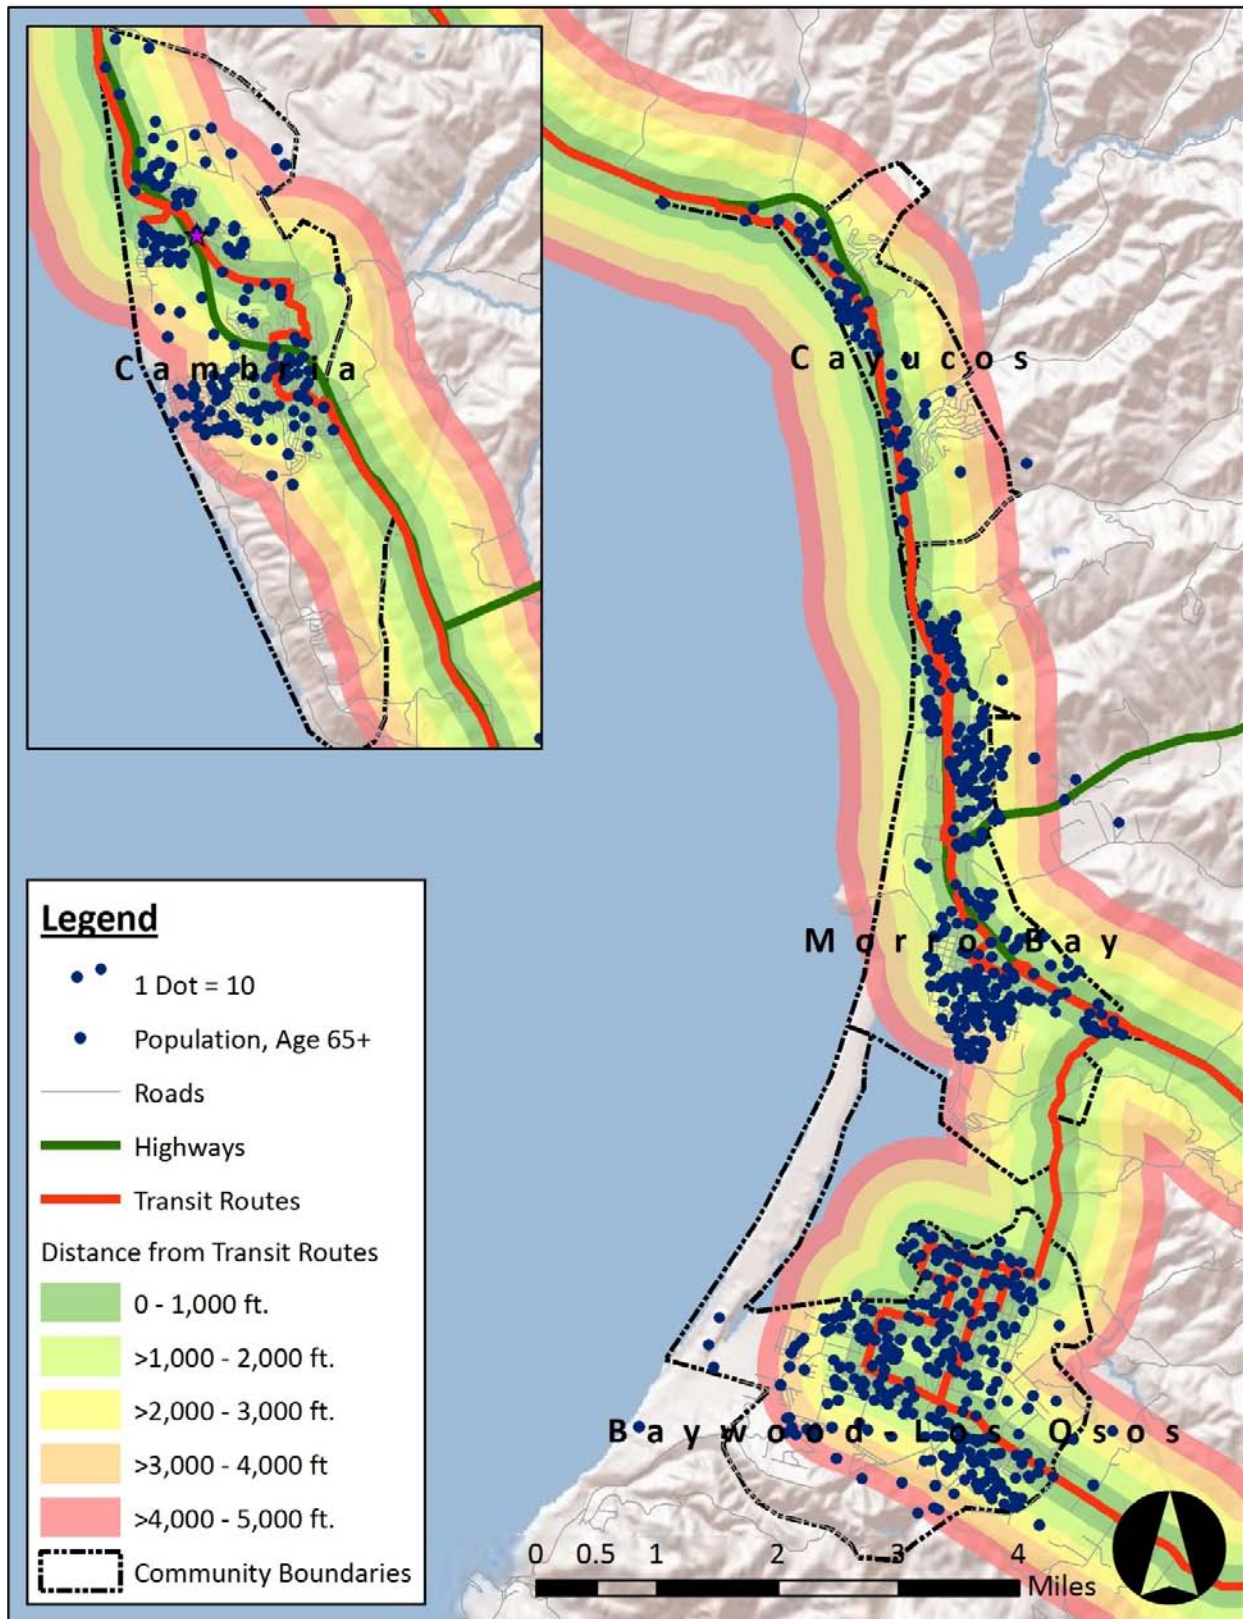 Cambria
Cayucos
Morro Bay
Baywood-Los Osos
Legend
1 Dot = 10
Population, Age 65+
Roads
Highways
Transit Routes
Distance from Transit Routes
0 - 1,000 ft.
>1,000 - 2,000 ft.
>2,000 - 3,000 ft.
>3,000 - 4,000 ft
>4,000 - 5,000 ft.
Community Boundaries
0 0.5 1 2 3 4
Miles